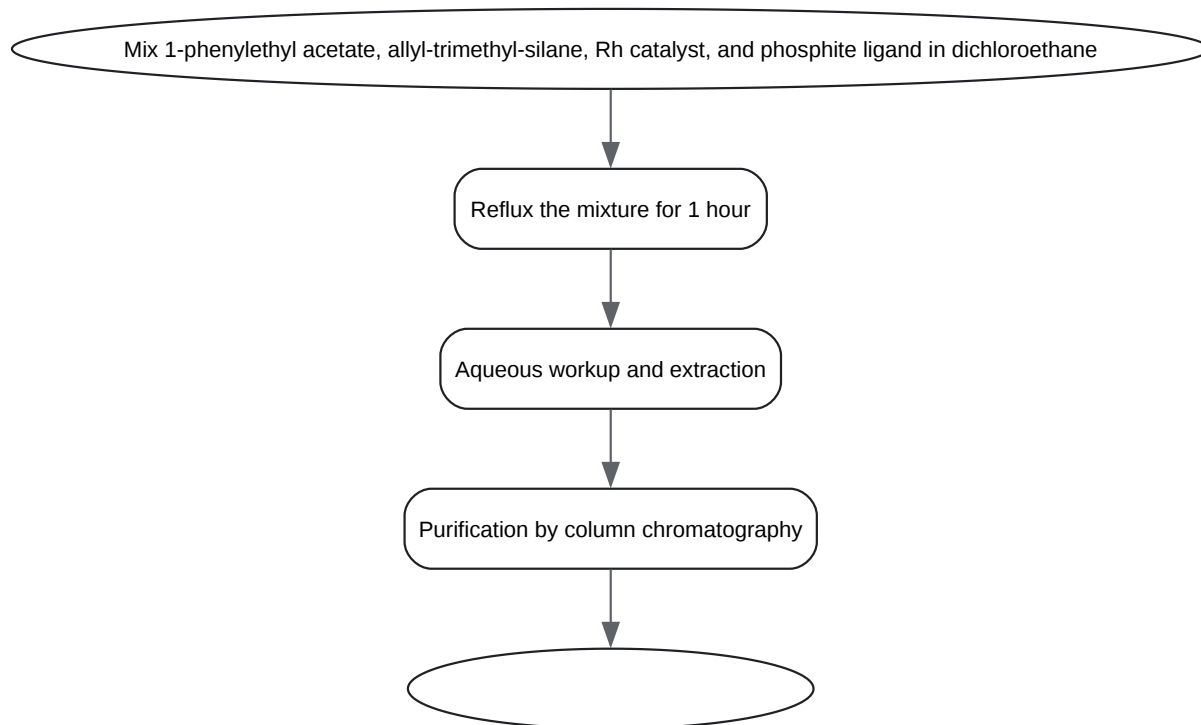 Mix 1-phenylethyl acetate, allyl-trimethyl-silane, Rh catalyst, and phosphite ligand in dichloroethane
Reflux the mixture for 1 hour
Aqueous workup and extraction
Purification by column chromatography